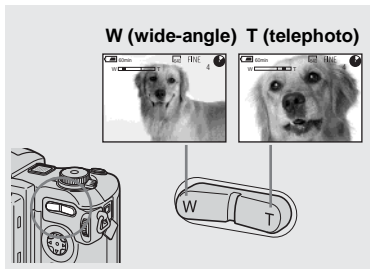 W (wide-angle) T (telephoto)
60min FINE 4
W T
60min FINE
W T
W T